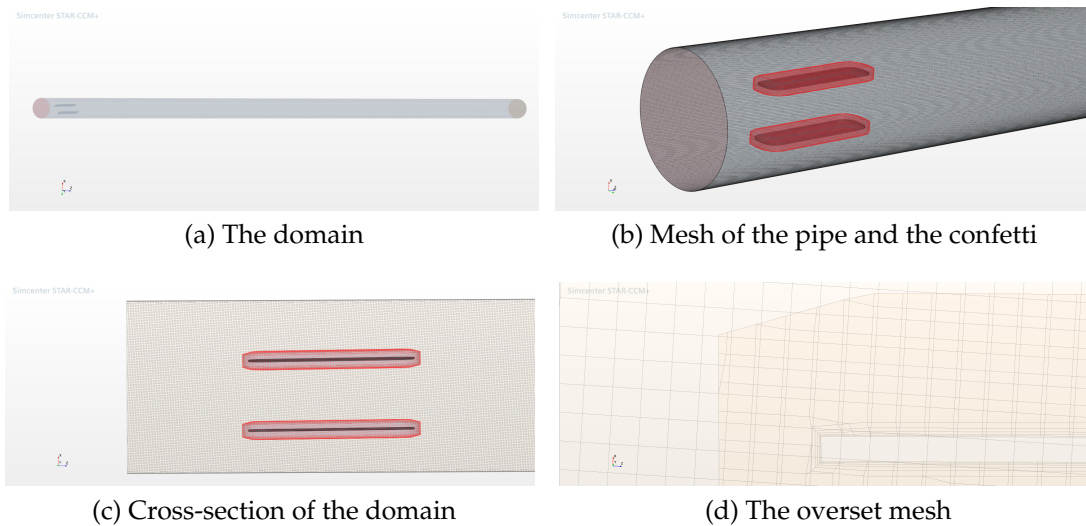 Simcenter STAR-CCM+
Simcenter STAR-CCM+
(a) The domain
(b) Mesh of the pipe and the confetti
Simcenter STAR-CCM+
Simcenter STAR-CCM+
(c) Cross-section of the domain
(d) The overset mesh